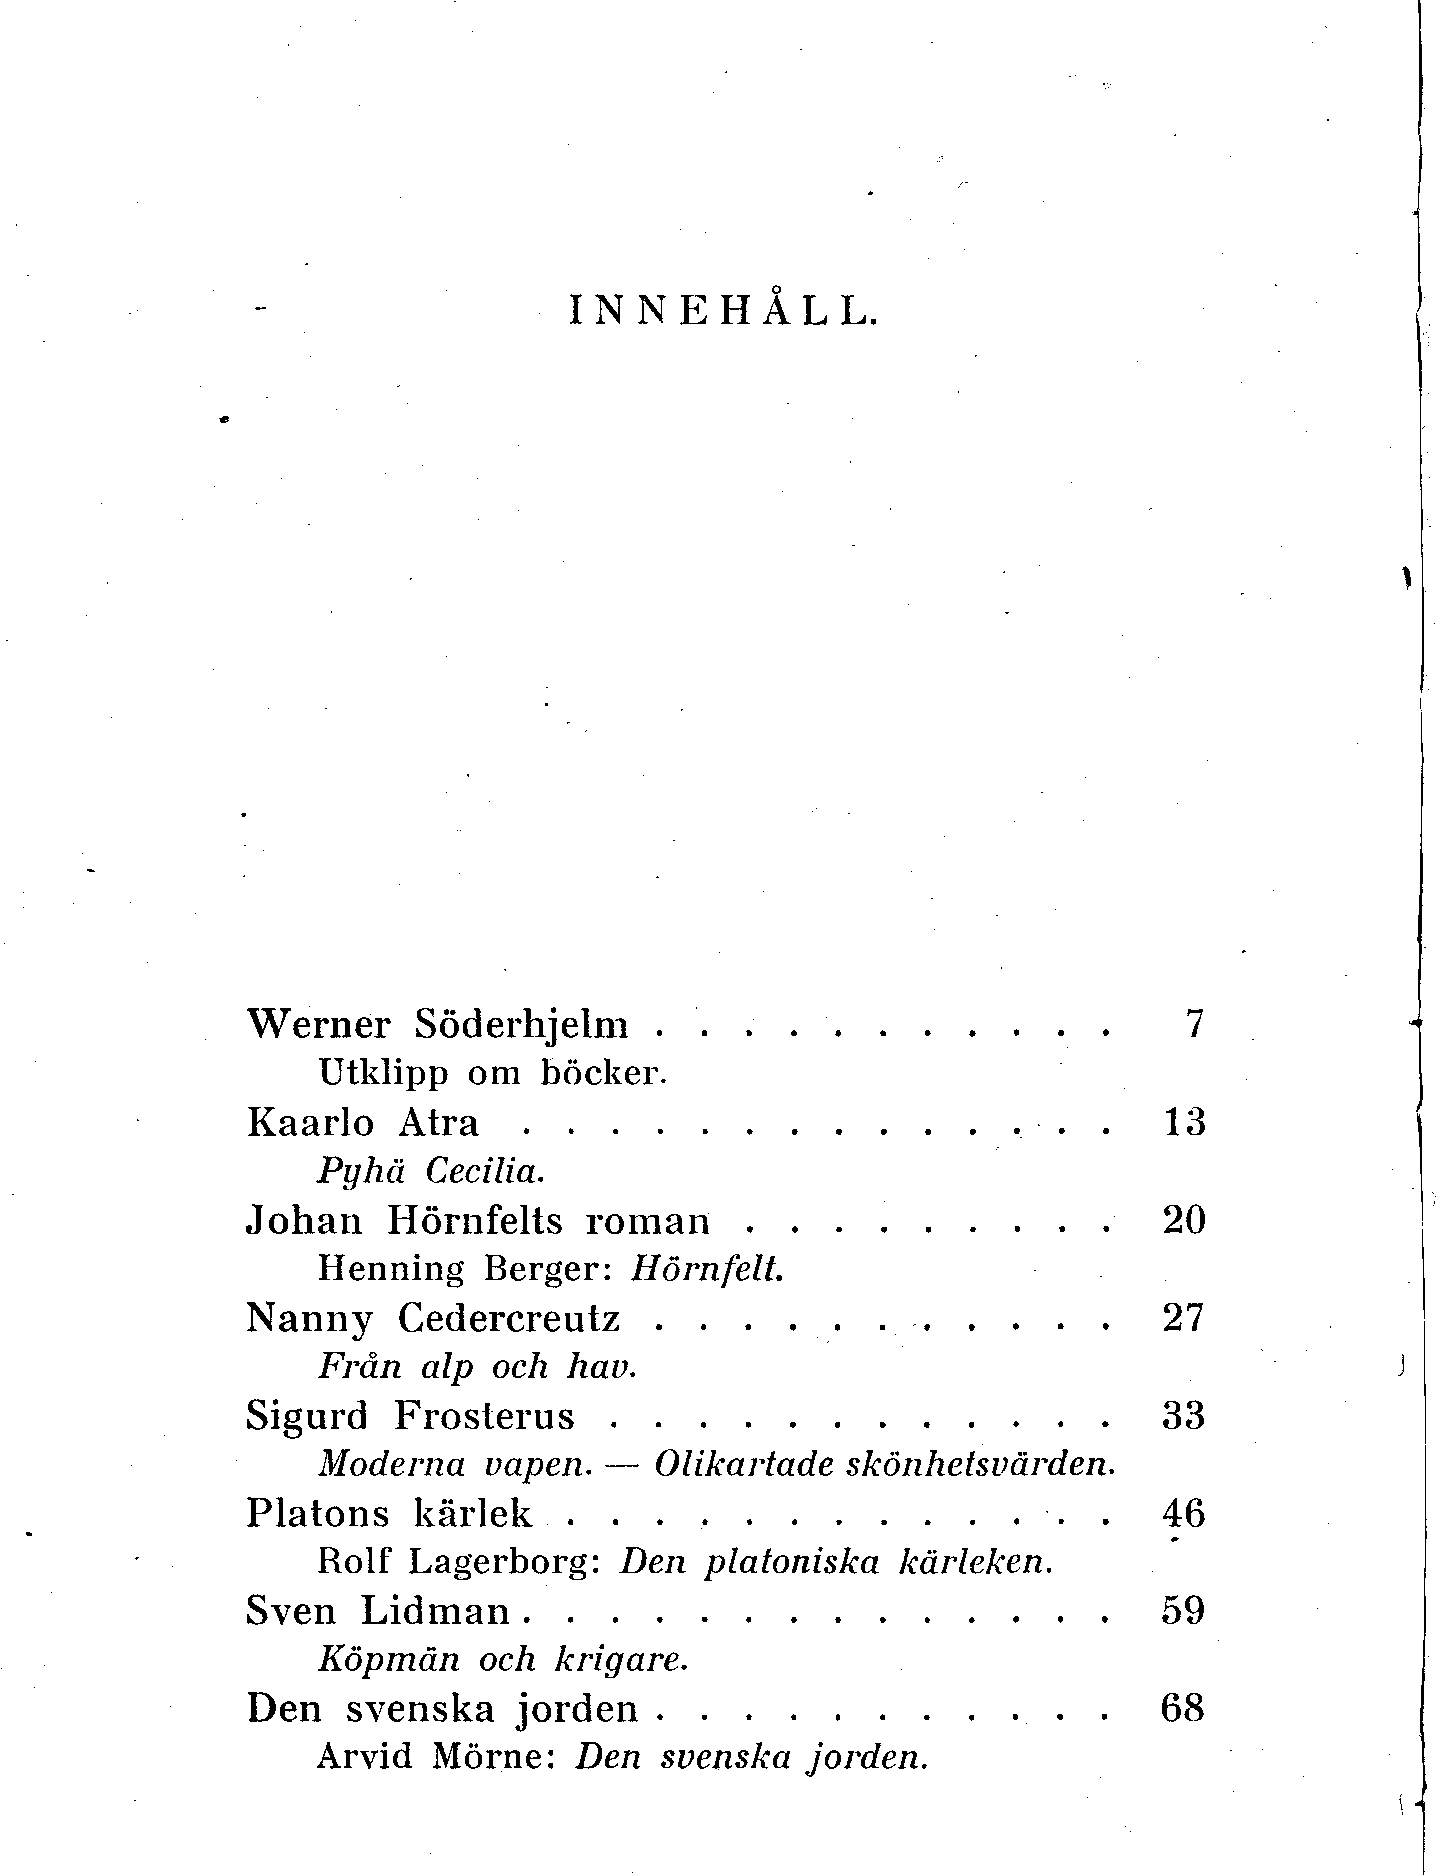 INNEHÅLL.
Werner Söderhjelm . . . . . . . . . . . 7
Utklipp om böcker.
Kaarlo Atra . . . . . . . . . . . . . . 13
Pyhä Cecilia.
Johan Hörnfelts roman . . . . . . . . . 20
Henning Berger: Hörnfelt.
Nanny Cedercreutz . . . . . . . . . . . 27
Från alp och hav.
Sigurd Frosterus . . . . . . . . . . . . 33
Moderna vapen. — Olikartade skönhetsvärden.
Platons kärlek . . . . . . . . . . . . . 46
Rolf Lagerborg: Den platoniska kärleken.
Sven Lidman . . . . . . . . . . . . . . 59
Köpmän och krigare.
Den svenska jorden . . . . . . . . . . . 68
Arvid Mörne: Den svenska jorden.